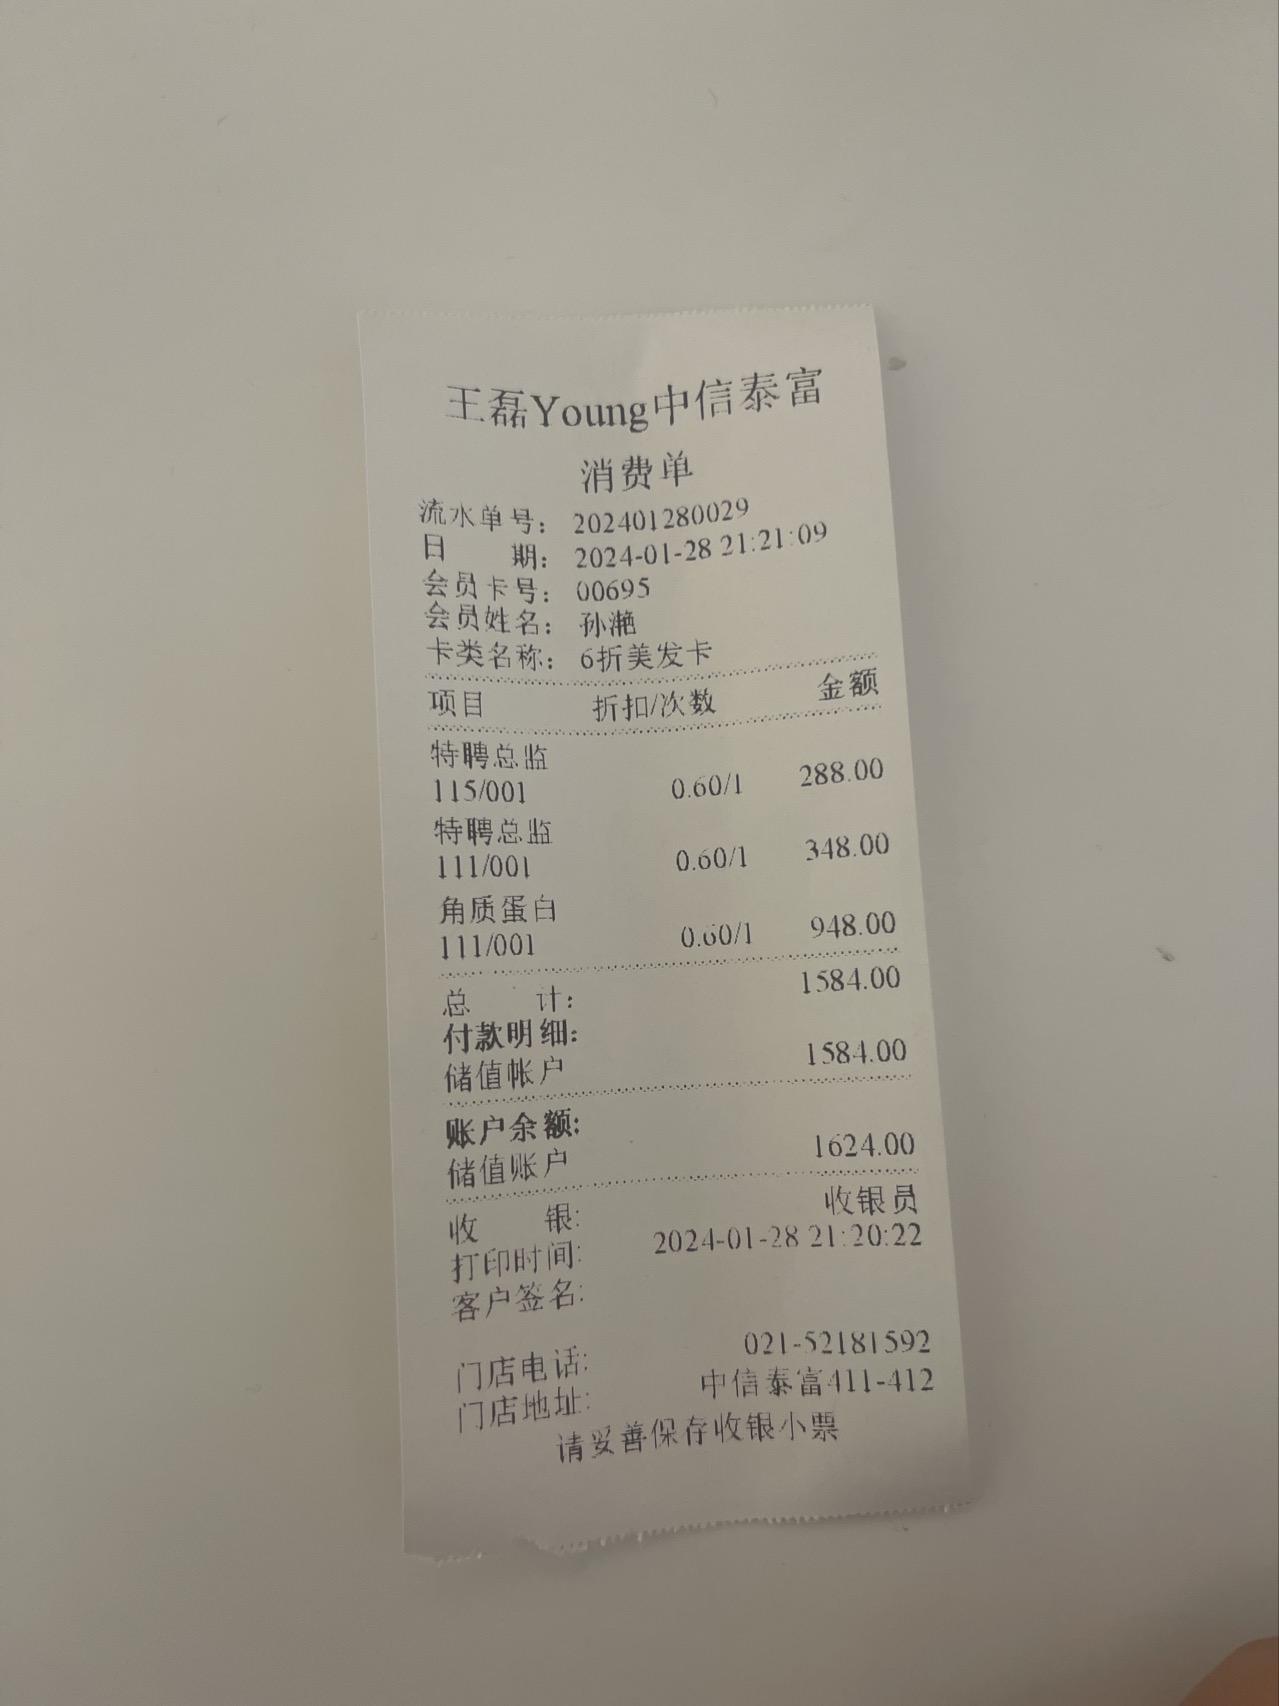 王磊Young中信泰富
消费单
流水单号： 202401280029
日 期： 2024-01-28 21:21:09
会员卡号： 00695
会员姓名： 孙滟
卡类名称： 6折美发卡
项目 折扣/次数 金额
特聘总监
115/001 0.60/1 288.00
特聘总监
111/001 0.60/1 348.00
角质蛋白
111/001 0.60/1 948.00
总 计： 1584.00
付款明细:
储值帐户 1584.00
账户余额:
储值账户 1624.00
收 银: 收银员
打印时间: 2024-01-28 21:20:22
客户签名:
门店电话: 021-52181592
门店地址: 中信泰富411-412
请妥善保存收银小票